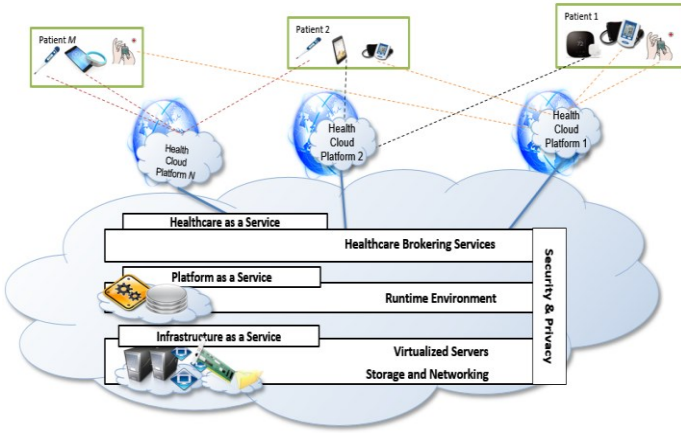 Patient M
Patient 2
Patient 1
Health
Cloud
Platform N
Health
Cloud
Platform 2
Health
Cloud
Platform 1
Healthcare as a Service
Healthcare Brokering Services
Platform as a Service
Runtime Environment
Infrastructure as a Service
Virtualized Servers
Storage and Networking
Security & Privacy